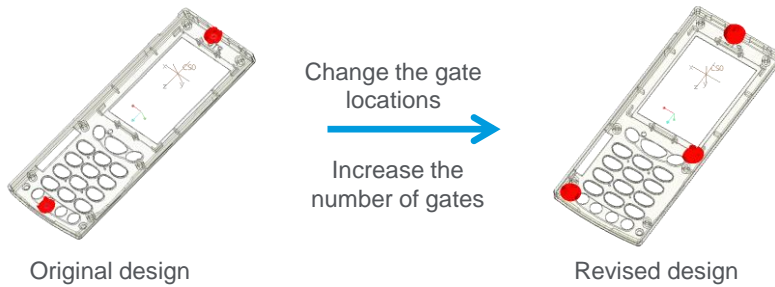 Change the gate
locations
Increase the
number of gates
Original design
Revised design